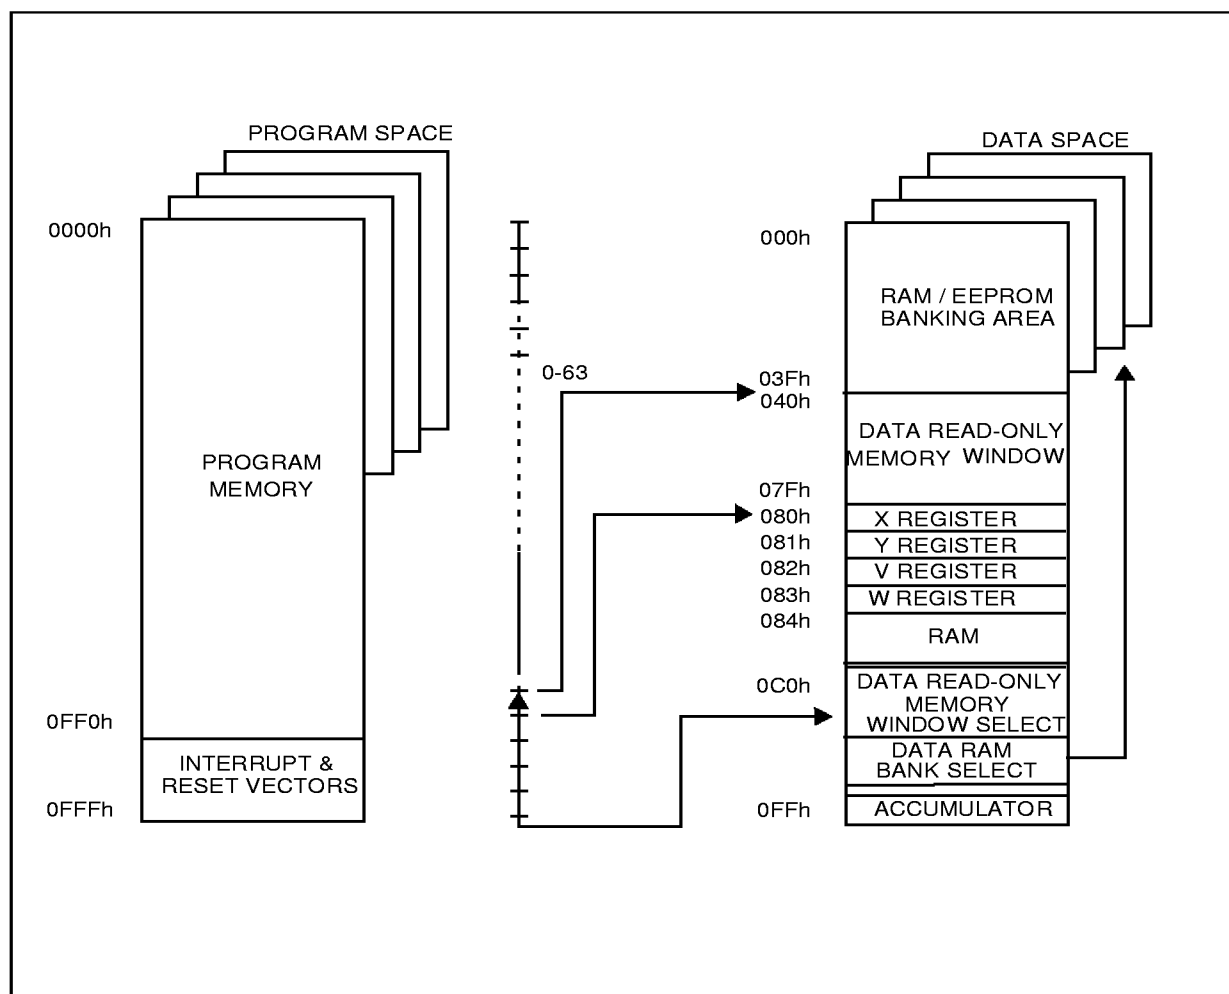 PROGRAM SPACE
0000h
PROGRAM
MEMORY
0FF0h
INTERRUPT &
RESET VECTORS
0FFFh
0-63
DATA SPACE
000h
RAM / EEPROM
BANKING AREA
03Fh
040h
DATA READ-ONLY
MEMORY WINDOW
07Fh
080h
X REGISTER
081h
Y REGISTER
082h
V REGISTER
083h
W REGISTER
084h
RAM
0C0h
DATA READ-ONLY
MEMORY
WINDOW SELECT
DATA RAM
BANK SELECT
0FFh
ACCUMULATOR